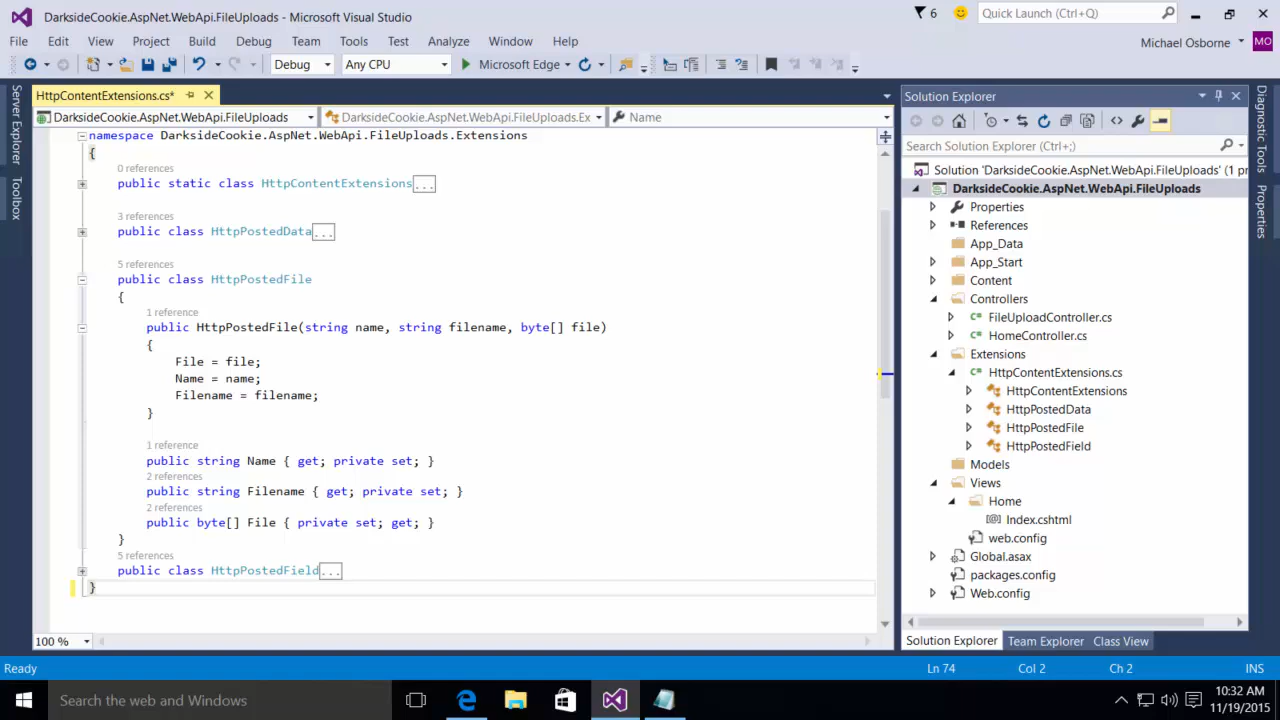 DarksideCookie.AspNet.WebApi.FileUploads - Microsoft Visual Studio
6
Quick Launch (Ctrl+Q)
File Edit View Project Build Debug Team Tools Test Analyze Window Help
Michael Osborne MO
Debug Any CPU Microsoft Edge
Server Explorer
Toolbox
HttpContentExtensions.cs*
DarksideCookie.AspNet.WebApi.FileUploads DarksideCookie.AspNet.WebApi.FileUploads.Ex Name
namespace DarksideCookie.AspNet.WebApi.FileUploads.Extensions
{
0 references
public static class HttpContentExtensions...
3 references
public class HttpPostedData...
5 references
public class HttpPostedFile
{
1 reference
public HttpPostedFile(string name, string filename, byte[] file)
{
File = file;
Name = name;
Filename = filename;
}
1 reference
public string Name { get; private set; }
2 references
public string Filename { get; private set; }
2 references
public byte[] File { private set; get; }
}
5 references
public class HttpPostedField...
}
100 %
Solution Explorer
Search Solution Explorer (Ctrl+;)
Solution 'DarksideCookie.AspNet.WebApi.FileUploads' (1 pr
DarksideCookie.AspNet.WebApi.FileUploads
Properties
References
App_Data
App_Start
Content
Controllers
C# FileUploadController.cs
C# HomeController.cs
Extensions
C# HttpContentExtensions.cs
HttpContentExtensions
HttpPostedData
HttpPostedFile
HttpPostedField
Models
Views
Home
[@] Index.cshtml
web.config
Global.asax
packages.config
Web.config
Solution Explorer Team Explorer Class View
Diagnostic Tools
Properties
Ready Ln 74 Col 2 Ch 2 INS
Search the web and Windows
10:32 AM
11/19/2015